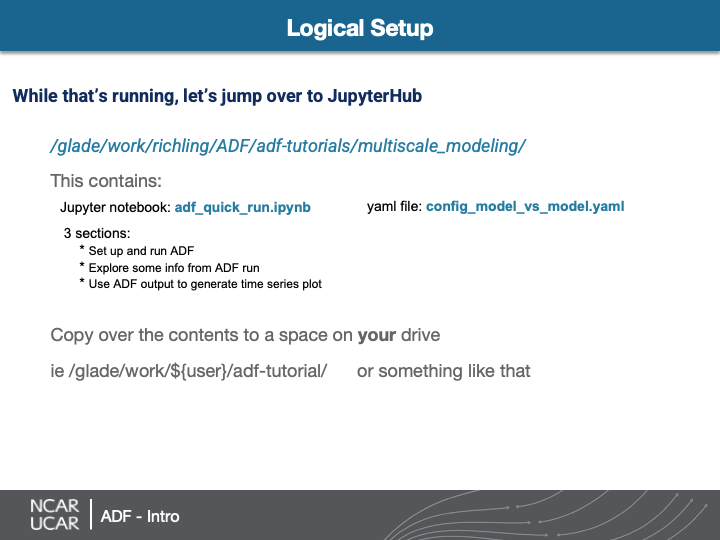 Logical Setup
While that's running, let's jump over to JupyterHub
/glade/work/richling/ADF/adf-tutorials/multiscale_modeling/
This contains:
Jupyter notebook: adf_quick_run.ipynb yaml file: config_model_vs_model.yaml
3 sections:
* Set up and run ADF
* Explore some info from ADF run
* Use ADF output to generate time series plot
Copy over the contents to a space on your drive
ie /glade/work/${user}/adf-tutorial/ or something like that
NCAR
UCAR
ADF - Intro